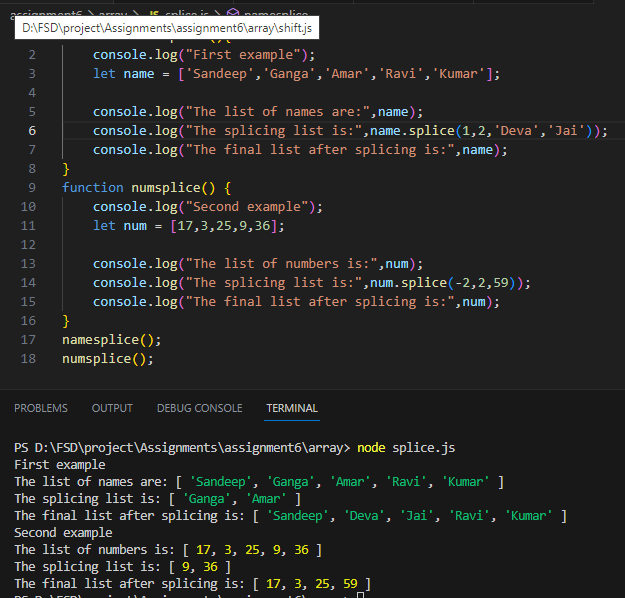 assignment6 > array > JS splice.js > namesplice
D:\FSD\project\Assignments\assignment6\array\shift.js
2 console.log("First example");
3 let name = ['Sandeep','Ganga','Amar','Ravi','Kumar'];
4
5 console.log("The list of names are:",name);
6 console.log("The splicing list is:",name.splice(1,2,'Deva','Jai'));
7 console.log("The final list after splicing is:",name);
8 }
9 function numsplice() {
10 console.log("Second example");
11 let num = [17,3,25,9,36];
12
13 console.log("The list of numbers is:",num);
14 console.log("The splicing list is:",num.splice(-2,2,59));
15 console.log("The final list after splicing is:",num);
16 }
17 namesplice();
18 numsplice();
PROBLEMS OUTPUT DEBUG CONSOLE TERMINAL
PS D:\FSD\project\Assignments\assignment6\array> node splice.js
First example
The list of names are: [ 'Sandeep', 'Ganga', 'Amar', 'Ravi', 'Kumar' ]
The splicing list is: [ 'Ganga', 'Amar' ]
The final list after splicing is: [ 'Sandeep', 'Deva', 'Jai', 'Ravi', 'Kumar' ]
Second example
The list of numbers is: [ 17, 3, 25, 9, 36 ]
The splicing list is: [ 9, 36 ]
The final list after splicing is: [ 17, 3, 25, 59 ]